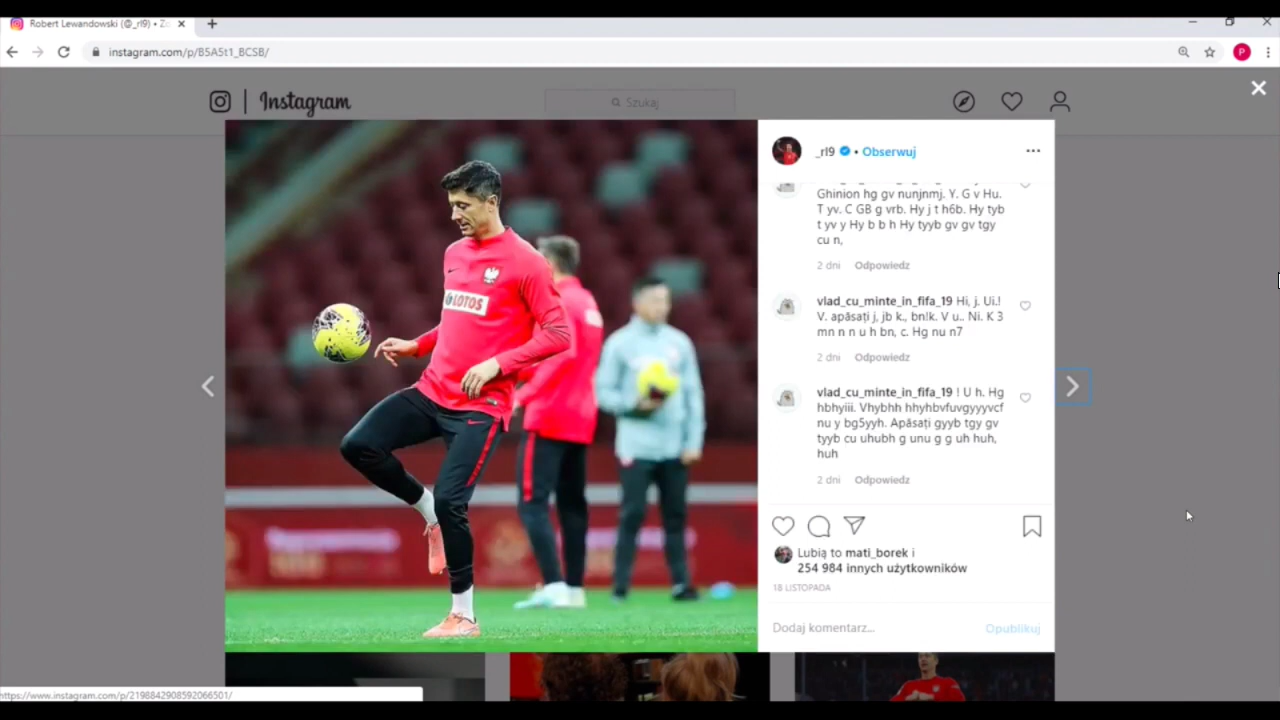 Robert Lewandowski (@_rl9) • Z
instagram.com/p/B5A5t1_BCSB/
P
Instagram
Szukaj
_rl9 • Obserwuj
Ghinion hg gv nunjnmj. Y. G v Hu.
T yv. C GB g vrb. Hy j t h6b. Hy tyb
t yv y Hy b b h Hy tyyb gv gv tgy
cu n,
2 dni Odpowiedz
vlad_cu_minte_in_fifa_19 Hi, j. Ui.!
V. apăsați j, jb k., bn!k. V u.. Ni. K 3
mn n n u h bn, c. Hg nu n7
2 dni Odpowiedz
vlad_cu_minte_in_fifa_19 ! U h. Hg
hbhyiii. Vhybhh hhyhbvfuvgyyyvcf
nu y bg5yyh. Apăsați gyyb tgy gv
tyyb cu uhubh g unu g g uh huh,
huh
2 dni Odpowiedz
Lubią to mati_borek i
254 984 innych użytkowników
18 LISTOPADA
Dodaj komentarz...
Opublikuj
LOTOS
https://www.instagram.com/p/2198842908592066501/